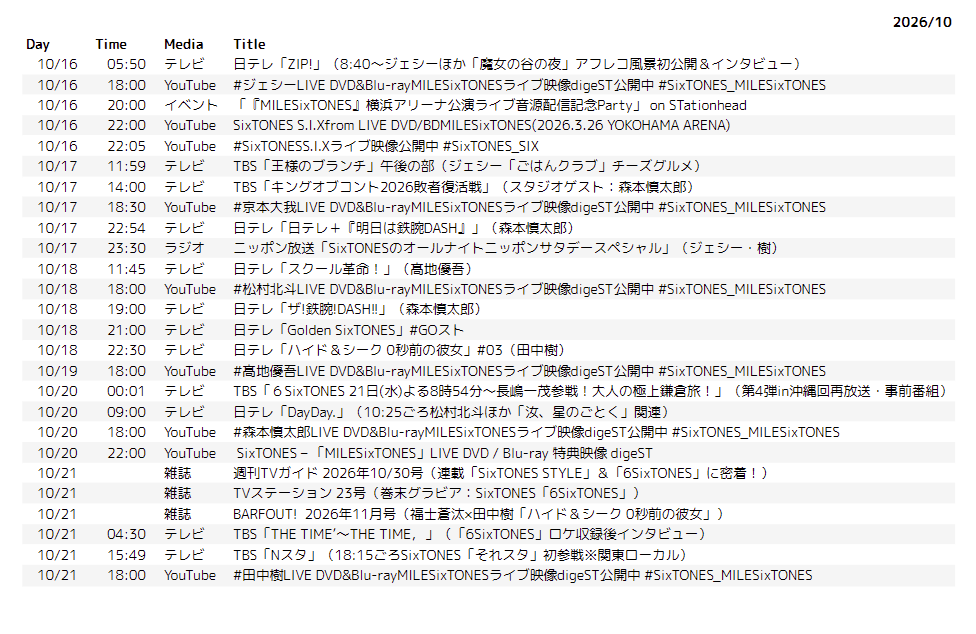 2026/10
Day Time Media Title
10/16 05:50 テレビ 日テレ「ZIP!」（8:40～ジェシーほか「魔女の谷の夜」アフレコ風景初公開＆インタビュー）
10/16 18:00 YouTube #ジェシーLIVE DVD&Blu-rayMILESixTONESライブ映像digeST公開中 #SixTONES_MILESixTONES
10/16 20:00 イベント 「『MILESixTONES』横浜アリーナ公演ライブ音源配信記念Party」 on STationhead
10/16 22:00 YouTube SixTONES S.I.Xfrom LIVE DVD/BDMILESixTONES(2026.3.26 YOKOHAMA ARENA)
10/16 22:05 YouTube #SixTONESS.I.Xライブ映像公開中 #SixTONES_SIX
10/17 11:59 テレビ TBS「王様のブランチ」午後の部（ジェシー「ごはんクラブ」チーズグルメ）
10/17 14:00 テレビ TBS「キングオブコント2026敗者復活戦」（スタジオゲスト：森本慎太郎）
10/17 18:30 YouTube #京本大我LIVE DVD&Blu-rayMILESixTONESライブ映像digeST公開中 #SixTONES_MILESixTONES
10/17 22:54 テレビ 日テレ「日テレ＋『明日は鉄腕DASH』」（森本慎太郎）
10/17 23:30 ラジオ ニッポン放送「SixTONESのオールナイトニッポンサタデースペシャル」（ジェシー・樹）
10/18 11:45 テレビ 日テレ「スクール革命！」（髙地優吾）
10/18 18:00 YouTube #松村北斗LIVE DVD&Blu-rayMILESixTONESライブ映像digeST公開中 #SixTONES_MILESixTONES
10/18 19:00 テレビ 日テレ「ザ!鉄腕!DASH!!」（森本慎太郎）
10/18 21:00 テレビ 日テレ「Golden SixTONES」#GOスト
10/18 22:30 テレビ 日テレ「ハイド＆シーク 0秒前の彼女」#03（田中樹）
10/19 18:00 YouTube #髙地優吾LIVE DVD&Blu-rayMILESixTONESライブ映像digeST公開中 #SixTONES_MILESixTONES
10/20 00:01 テレビ TBS「６SixTONES 21日(水)よる8時54分～長嶋一茂参戦！大人の極上鎌倉旅！」（第4弾in沖縄回再放送・事前番組）
10/20 09:00 テレビ 日テレ「DayDay.」（10:25ごろ松村北斗ほか「汝、星のごとく」関連）
10/20 18:00 YouTube #森本慎太郎LIVE DVD&Blu-rayMILESixTONESライブ映像digeST公開中 #SixTONES_MILESixTONES
10/20 22:00 YouTube SixTONES –「MILESixTONES」LIVE DVD / Blu-ray 特典映像 digeST
10/21 雑誌 週刊TVガイド 2026年10/30号（連載「SixTONES STYLE」＆「6SixTONES」に密着！）
10/21 雑誌 TVステーション 23号（巻末グラビア：SixTONES「6SixTONES」）
10/21 雑誌 BARFOUT! 2026年11月号（福士蒼汰×田中樹「ハイド＆シーク 0秒前の彼女」）
10/21 04:30 テレビ TBS「THE TIME’～THE TIME，」（「6SixTONES」ロケ収録後インタビュー）
10/21 15:49 テレビ TBS「Nスタ」（18:15ごろSixTONES「それスタ」初参戦※関東ローカル）
10/21 18:00 YouTube #田中樹LIVE DVD&Blu-rayMILESixTONESライブ映像digeST公開中 #SixTONES_MILESixTONES